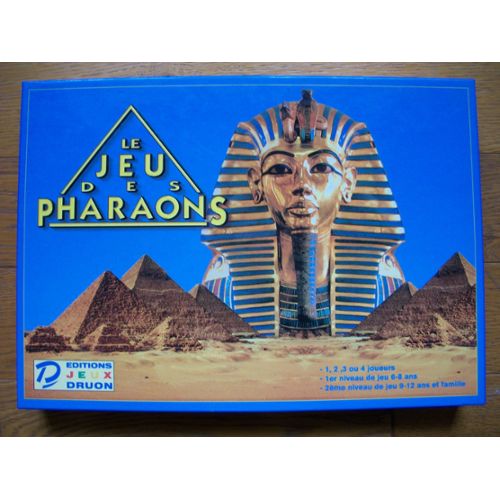 LE
JEU
DES
PHARAONS
EDITIONS
JEUX
DRUON
- 1, 2 ,3 ou 4 joueurs
- 1er niveau de jeu 6-8 ans
- 2ème niveau de jeu 9-12 ans et famille